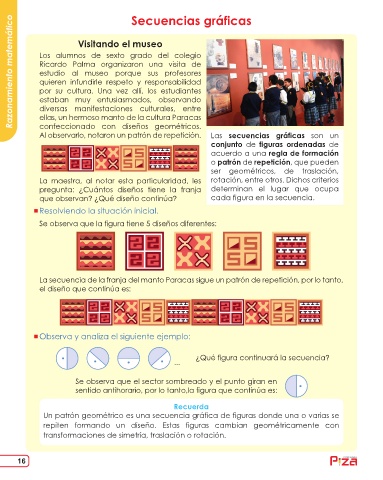 Secuencias gráficas
Razonamiento matemático
Visitando el museo
Los alumnos de sexto grado del colegio
Ricardo Palma organizaron una visita de
estudio al museo porque sus profesores
quieren infundirle respeto y responsabilidad
por su cultura. Una vez allí, los estudiantes
estaban muy entusiasmados, observando
diversas manifestaciones culturales, entre
ellas, un hermoso manto de la cultura Paracas
confeccionado con diseños geométricos.
Al observarlo, notaron un patrón de repetición.
La maestra, al notar esta particularidad, les
pregunta: ¿Cuántos diseños tiene la franja
que observan? ¿Qué diseño continúa?
Las secuencias gráficas son un
conjunto de figuras ordenadas de
acuerdo a una regla de formación
o patrón de repetición, que pueden
ser geométricos, de traslación,
rotación, entre otros. Dichos criterios
determinan el lugar que ocupa
cada figura en la secuencia.
Resolviendo la situación inicial.
Se observa que la figura tiene 5 diseños diferentes:
La secuencia de la franja del manto Paracas sigue un patrón de repetición, por lo tanto,
el diseño que continúa es:
Observa y analiza el siguiente ejemplo:
... ¿Qué figura continuará la secuencia?
Se observa que el sector sombreado y el punto giran en
sentido antihorario, por lo tanto,la figura que continúa es:
Recuerda
Un patrón geométrico es una secuencia gráfica de figuras donde una o varias se
repiten formando un diseño. Estas figuras cambian geométricamente con
transformaciones de simetría, traslación o rotación.
16